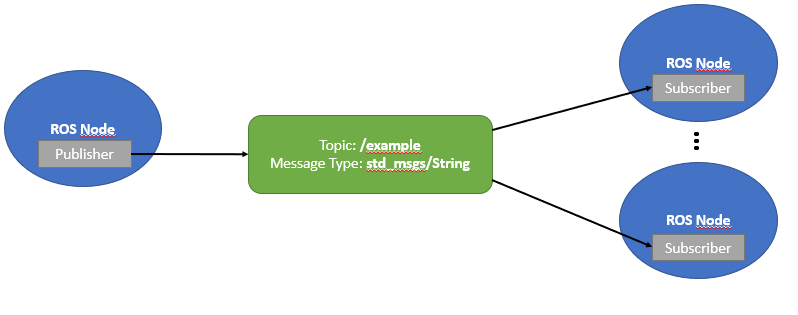 ROS Node
Publisher
Topic: /example
Message Type: std_msgs/String
ROS Node
Subscriber
ROS Node
Subscriber